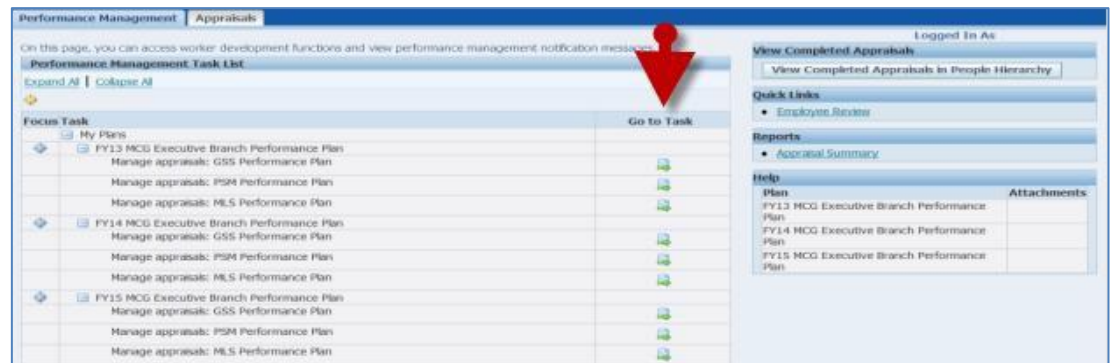 Performance Management Appraisals
Logged In As
On this page, you can access worker development functions and view performance management notification messages.
Performance Management Task List
Expand All | Collapse All
Focus Task Go to Task
My Plans
FY13 MCG Executive Branch Performance Plan
Manage appraisals: GSS Performance Plan
Manage appraisals: PSM Performance Plan
Manage appraisals: MLS Performance Plan
FY14 MCG Executive Branch Performance Plan
Manage appraisals: GSS Performance Plan
Manage appraisals: PSM Performance Plan
Manage appraisals: MLS Performance Plan
FY15 MCG Executive Branch Performance Plan
Manage appraisals: GSS Performance Plan
Manage appraisals: PSM Performance Plan
Manage appraisals: MLS Performance Plan
View Completed Appraisals
View Completed Appraisals in People Hierarchy
Quick Links
Employee Review
Reports
Appraisal Summary
Help
Plan Attachments
FY13 MCG Executive Branch Performance
Plan
FY14 MCG Executive Branch Performance
Plan
FY15 MCG Executive Branch Performance
Plan